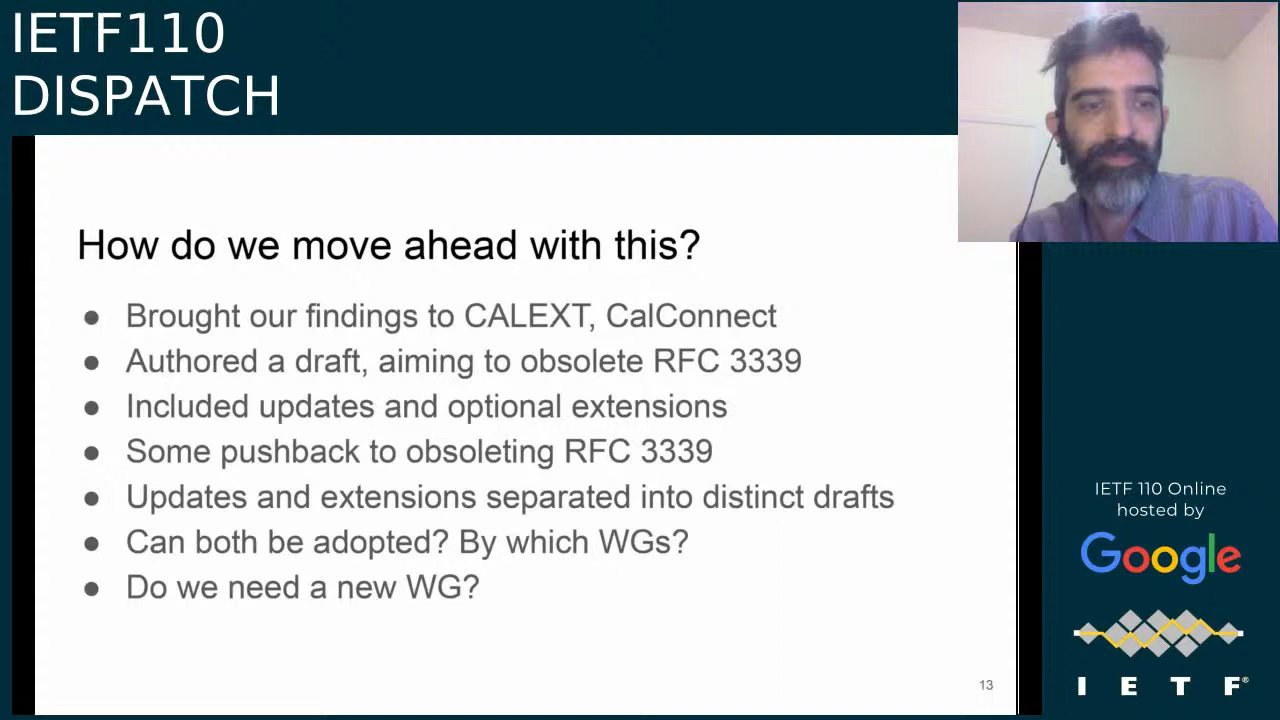 IETF110
DISPATCH
How do we move ahead with this?
● Brought our findings to CALEXT, CalConnect
● Authored a draft, aiming to obsolete RFC 3339
● Included updates and optional extensions
● Some pushback to obsoleting RFC 3339
● Updates and extensions separated into distinct drafts
● Can both be adopted? By which WGs?
● Do we need a new WG?
13
IETF 110 Online
hosted by
Google
I E T F®